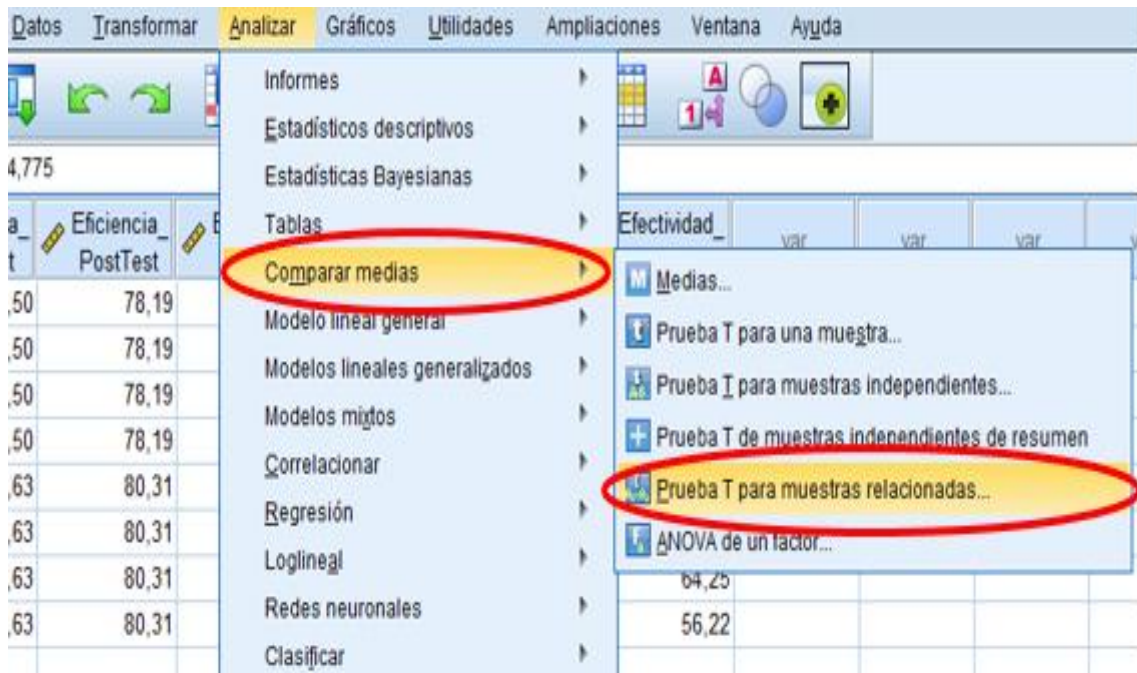 Datos Transformar Analizar Gráficos Utilidades Ampliaciones Ventana Ayuda
A
1
4,775
Informes
Estadísticos descriptivos
Estadísticas Bayesianas
Tablas
Comparar medias
Modelo lineal general
Modelos lineales generalizados
Modelos mixtos
Correlacionar
Regresión
Loglineal
Redes neuronales
Clasificar
a_ Eficiencia_ E Efectividad_ var var var
t PostTest
,50 78,19
,50 78,19
,50 78,19
,50 78,19
,63 80,31
,63 80,31
,63 80,31 64,25
,63 80,31 56,22
M Medias...
t Prueba T para una muestra...
Prueba T para muestras independientes...
Prueba T de muestras independientes de resumen
Prueba T para muestras relacionadas...
ANOVA de un factor...